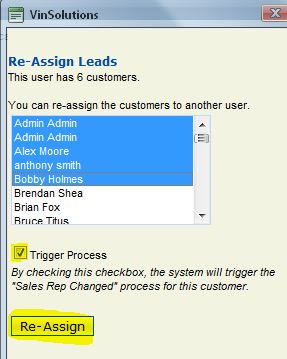 VinSolutions
Re-Assign Leads
This user has 6 customers.
You can re-assign the customers to another user.
Admin Admin
Admin Admin
Alex Moore
anthony smith
Bobby Holmes
Brendan Shea
Brian Fox
Bruce Titus
Trigger Process
By checking this checkbox, the system will trigger the
"Sales Rep Changed" process for this customer.
Re-Assign